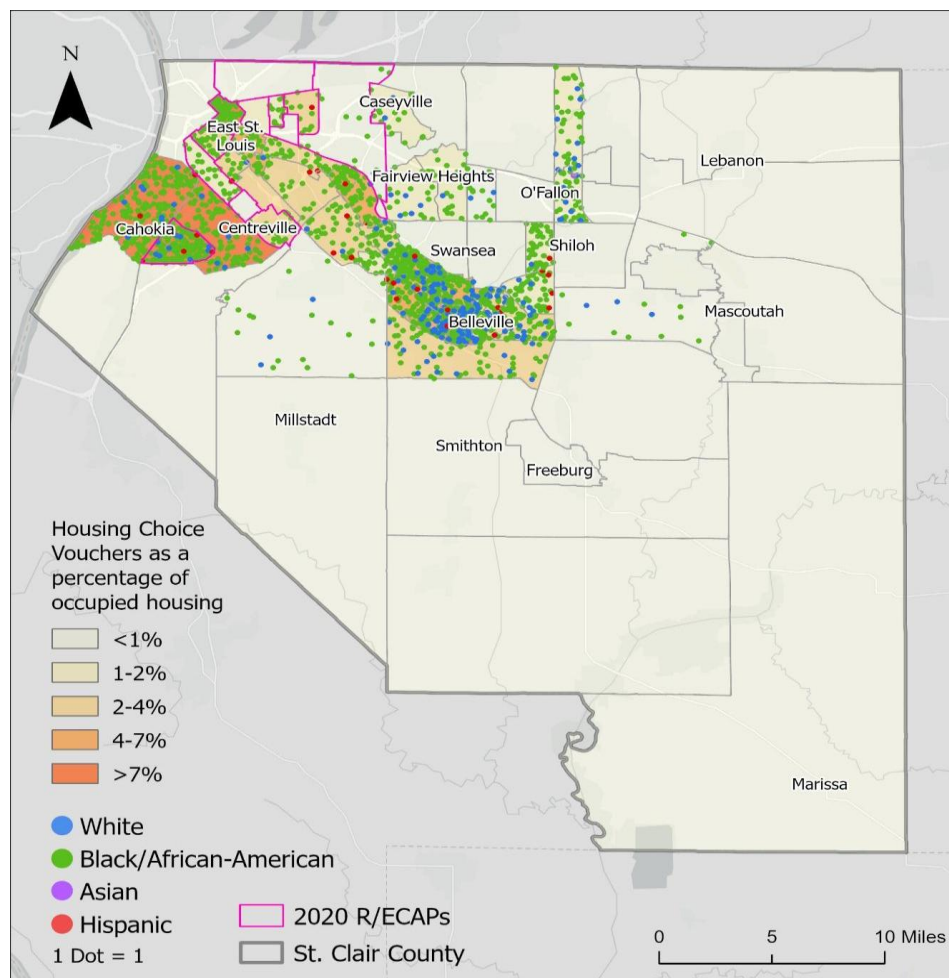 N
Caseyville
East St.
Louis
Lebanon
Fairview Heights
O'Fallon
Cahokia
Centreville
Swansea
Shiloh
Belleville
Mascoutah
Millstadt
Smithton
Freeburg
Marissa
Housing Choice
Vouchers as a
percentage of
occupied housing
<1%
1-2%
2-4%
4-7%
>7%
White
Black/African-American
Asian
Hispanic
1 Dot = 1
2020 R/ECAPs
St. Clair County
0 5 10 Miles